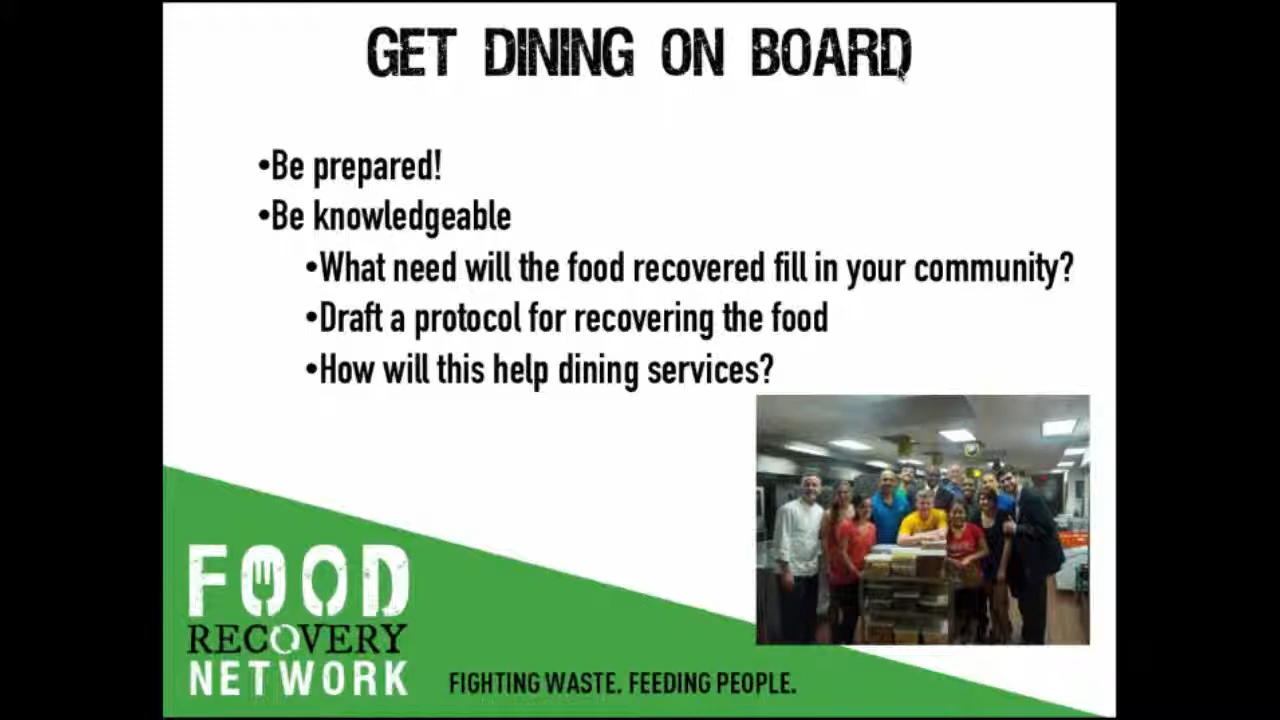 GET DINING ON BOARD
•Be prepared!
•Be knowledgeable
•What need will the food recovered fill in your community?
•Draft a protocol for recovering the food
•How will this help dining services?
FOOD
RECOVERY
NETWORK
FIGHTING WASTE. FEEDING PEOPLE.